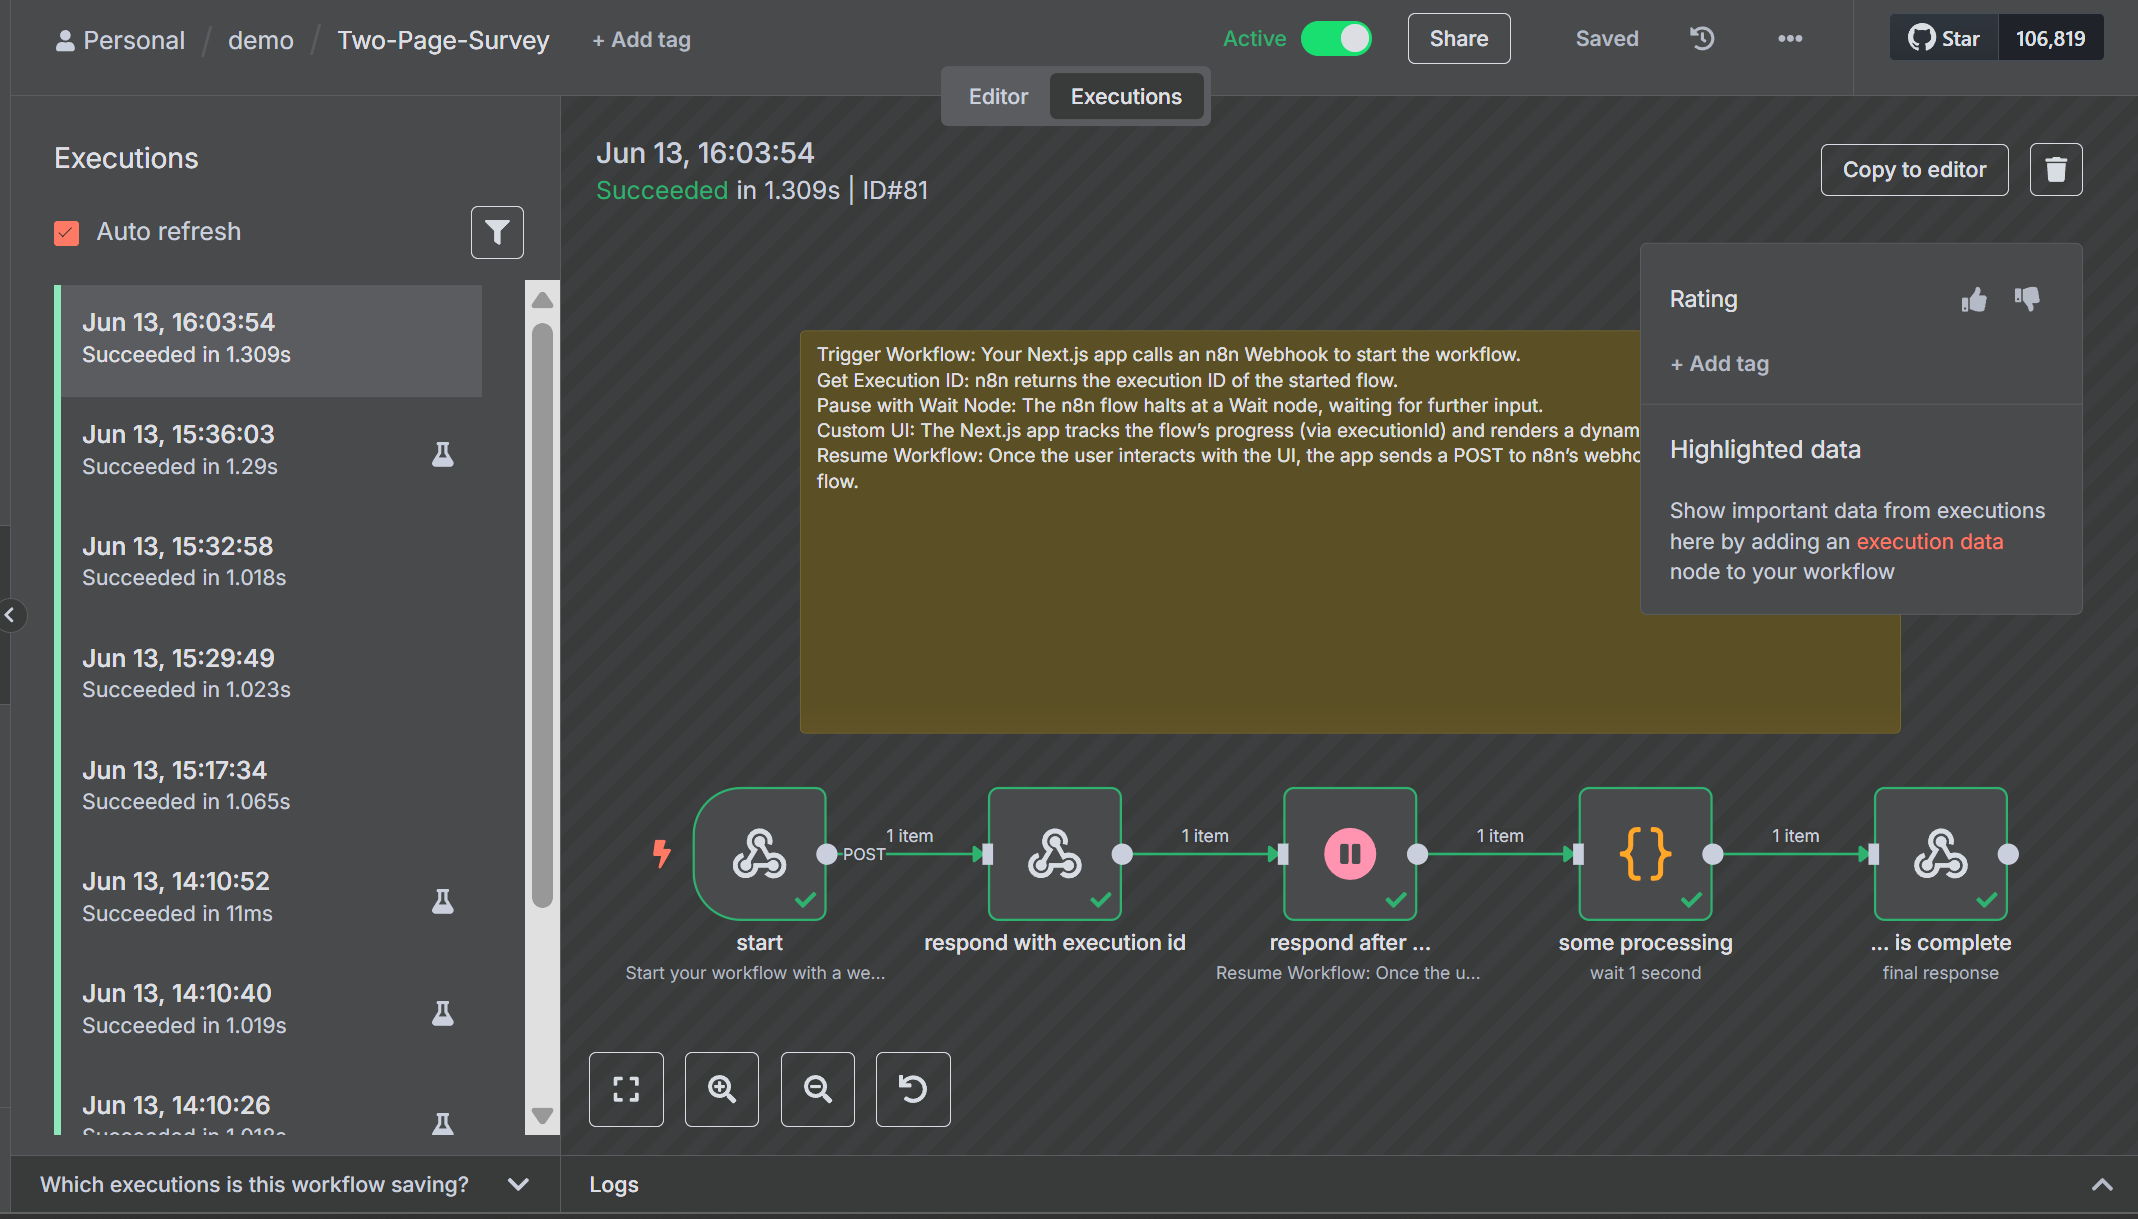 Personal / demo / Two-Page-Survey + Add tag
Active Share Saved ••• Star 106,819
Editor Executions
Executions
Auto refresh
Jun 13, 16:03:54
Succeeded in 1.309s
Jun 13, 15:36:03
Succeeded in 1.29s
Jun 13, 15:32:58
Succeeded in 1.018s
Jun 13, 15:29:49
Succeeded in 1.023s
Jun 13, 15:17:34
Succeeded in 1.065s
Jun 13, 14:10:52
Succeeded in 11ms
Jun 13, 14:10:40
Succeeded in 1.019s
Jun 13, 14:10:26
Succeeded in 1.018s
Which executions is this workflow saving?
Jun 13, 16:03:54
Succeeded in 1.309s | ID#81
Copy to editor
Trigger Workflow: Your Next.js app calls an n8n Webhook to start the workflow.
Get Execution ID: n8n returns the execution ID of the started flow.
Pause with Wait Node: The n8n flow halts at a Wait node, waiting for further input.
Custom UI: The Next.js app tracks the flow’s progress (via executionId) and renders a dynam
Resume Workflow: Once the user interacts with the UI, the app sends a POST to n8n’s webho
flow.
Rating
+ Add tag
Highlighted data
Show important data from executions
here by adding an execution data
node to your workflow
POST
1 item
1 item
1 item
1 item
start
Start your workflow with a we...
respond with execution id
respond after ...
Resume Workflow: Once the u...
some processing
wait 1 second
... is complete
final response
Logs